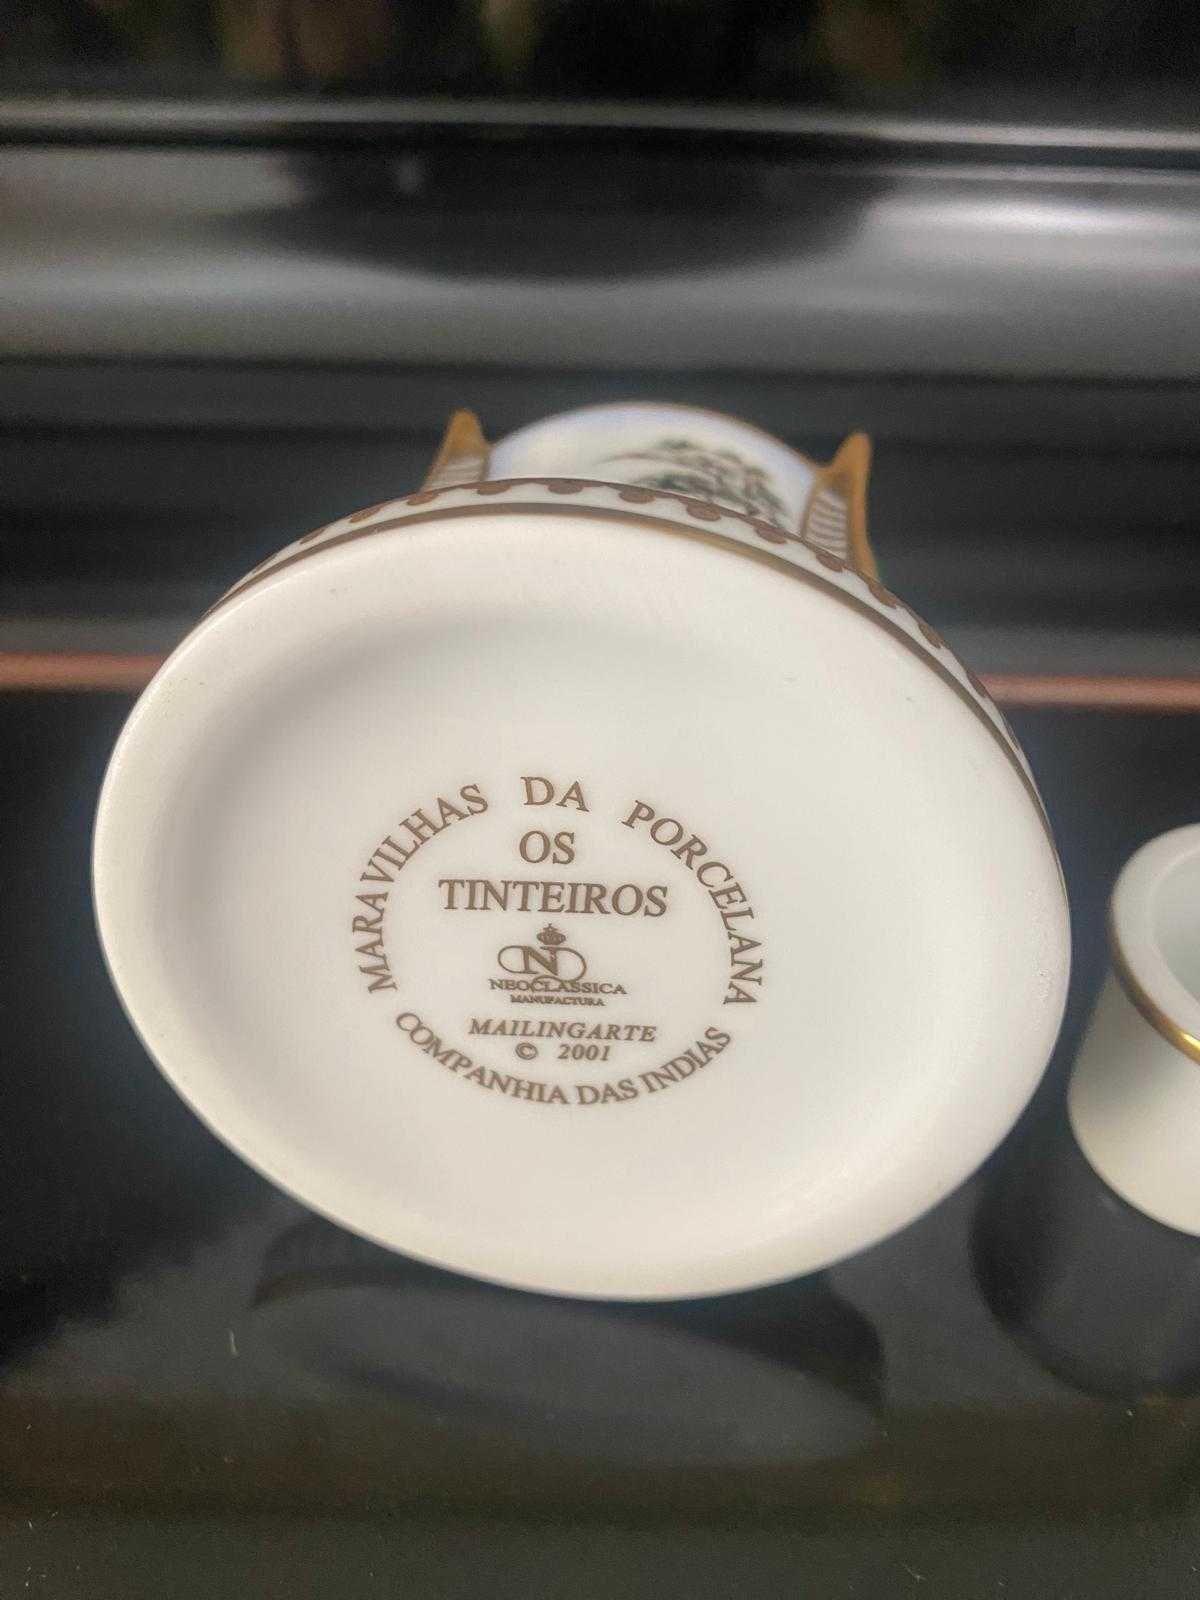 MARAVILHAS DA PORCELANA
OS
TINTEIROS
N
NEOCLASSICA
MANUFACTURA
MAILINGARTE
© 2001
COMPANHIA DAS INDIAS